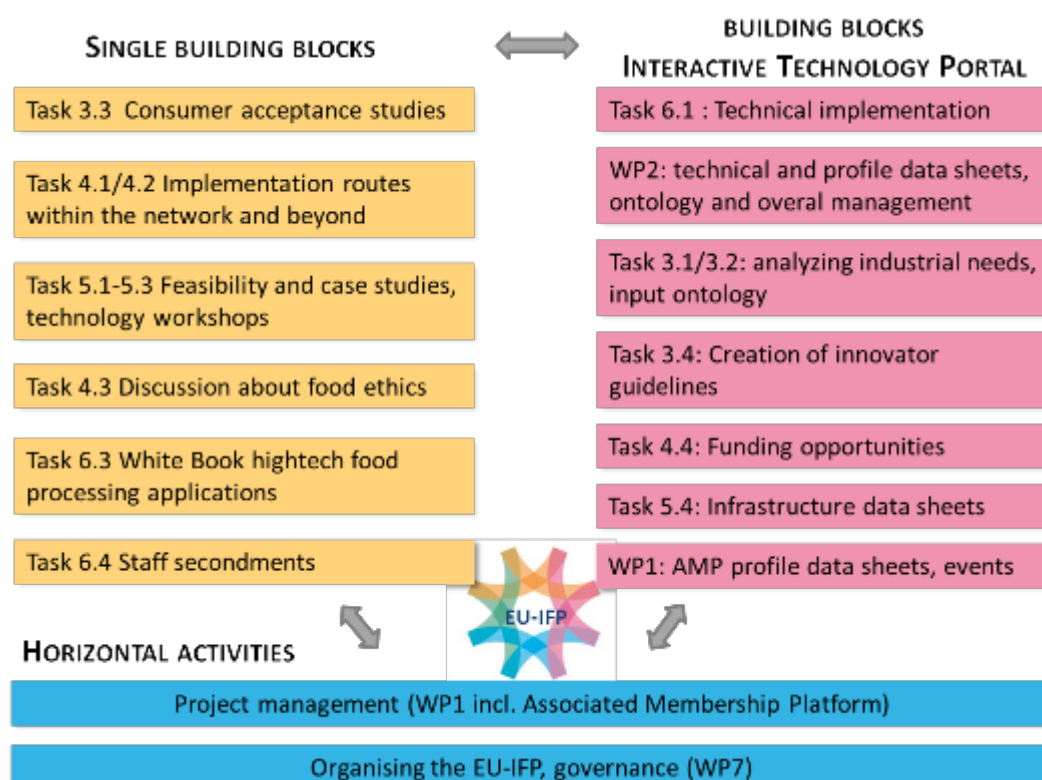 SINGLE BUILDING BLOCKS
Task 3.3 Consumer acceptance studies
Task 4.1/4.2 Implementation routes
within the network and beyond
Task 5.1-5.3 Feasibility and case studies,
technology workshops
Task 4.3 Discussion about food ethics
Task 6.3 White Book hightech food
processing applications
Task 6.4 Staff secondments
BUILDING BLOCKS
INTERACTIVE TECHNOLOGY PORTAL
Task 6.1 : Technical implementation
WP2: technical and profile data sheets,
ontology and overal management
Task 3.1/3.2: analyzing industrial needs,
input ontology
Task 3.4: Creation of innovator
guidelines
Task 4.4: Funding opportunities
Task 5.4: Infrastructure data sheets
WP1: AMP profile data sheets, events
EU-IFP
HORIZONTAL ACTIVITIES
Project management (WP1 incl. Associated Membership Platform)
Organising the EU-IFP, governance (WP7)